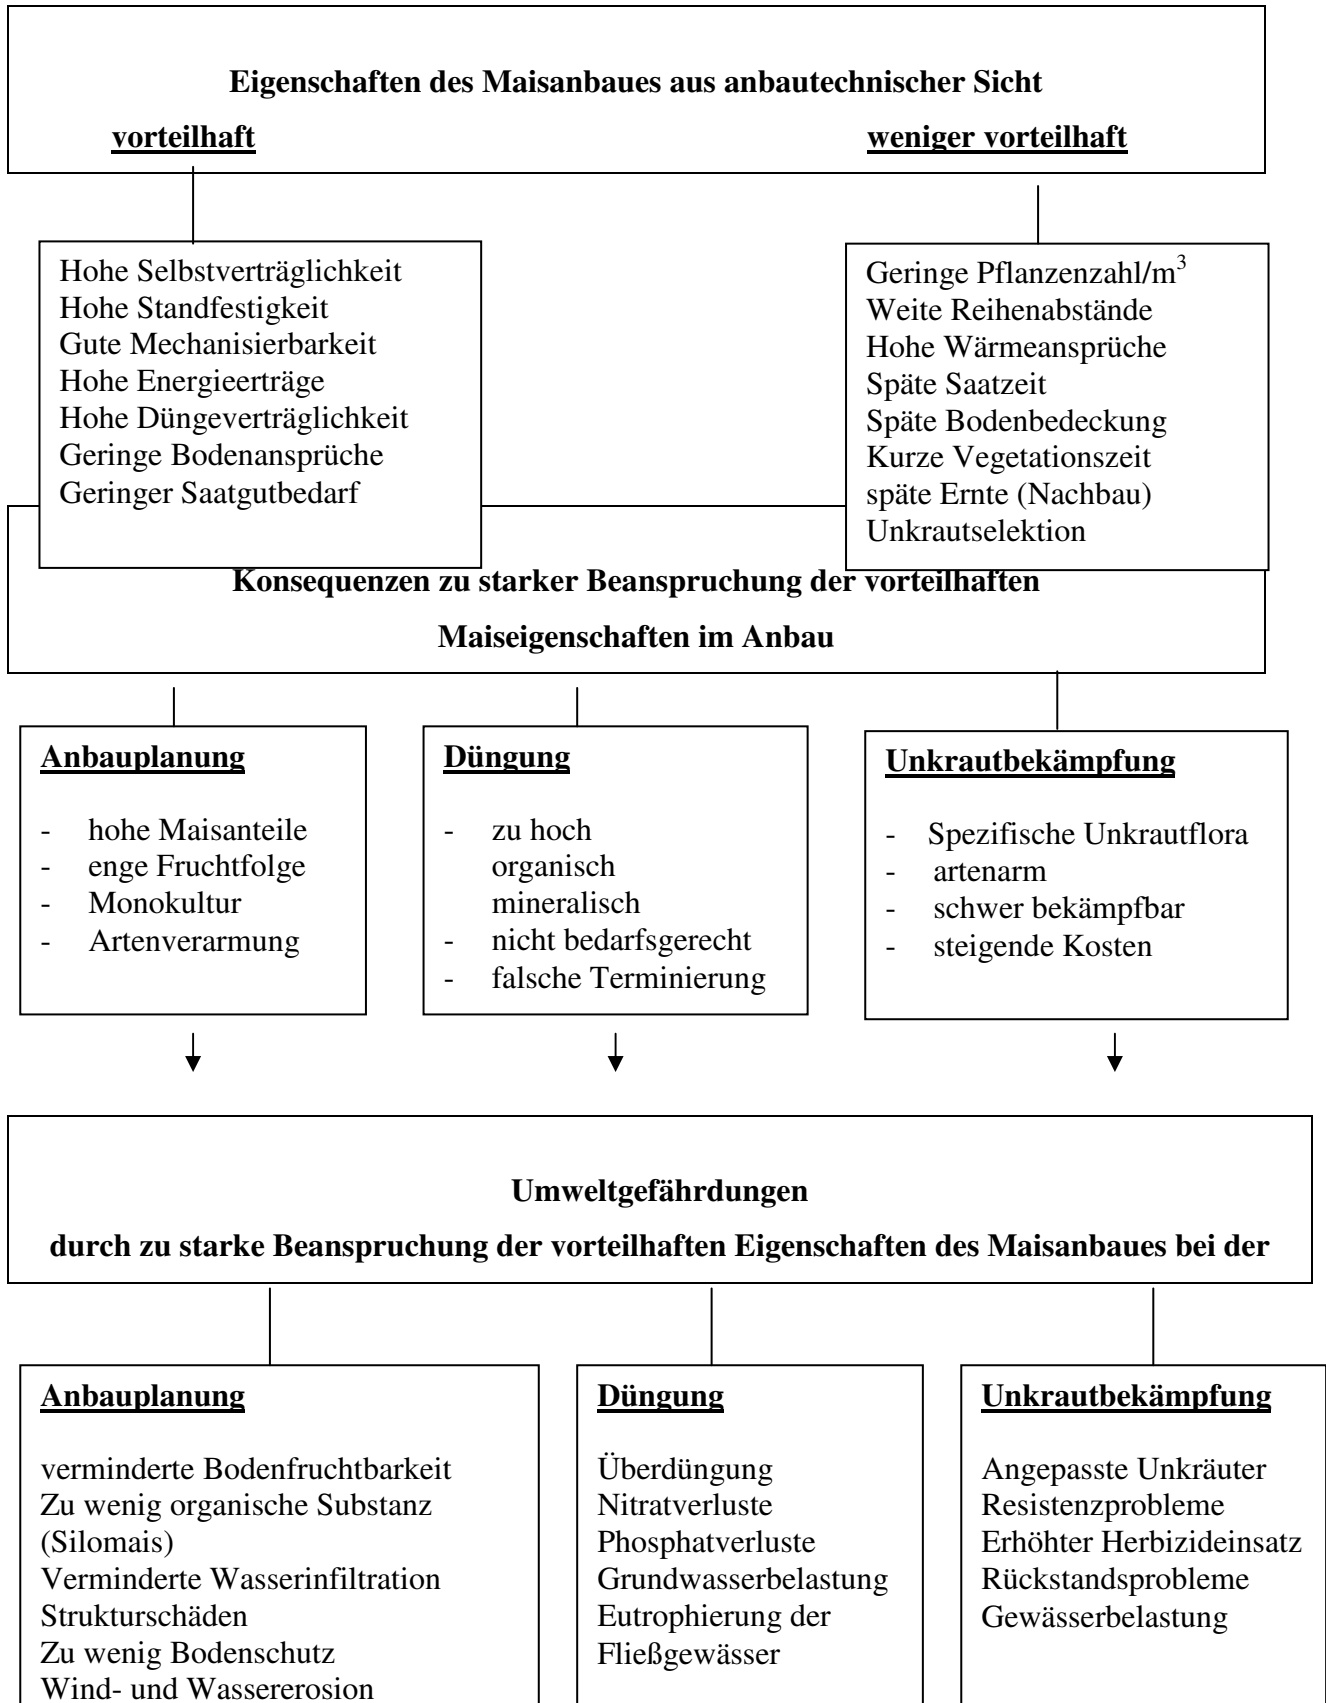 Eigenschaften des Maisanbaues aus anbautechnischer Sicht
vorteilhaft
weniger vorteilhaft
Hohe Selbstverträglichkeit
Hohe Standfestigkeit
Gute Mechanisierbarkeit
Hohe Energieerträge
Hohe Düngeverträglichkeit
Geringe Bodenansprüche
Geringer Saatgutbedarf
Geringe Pflanzenzahl/m³
Weite Reihenabstände
Hohe Wärmeansprüche
Späte Saatzeit
Späte Bodenbedeckung
Kurze Vegetationszeit
späte Ernte (Nachbau)
Unkrautselektion
Konsequenzen zu starker Beanspruchung der vorteilhaften
Maiseigenschaften im Anbau
Anbauplanung
- hohe Maisanteile
- enge Fruchtfolge
- Monokultur
- Artenverarmung
Düngung
- zu hoch
organisch
mineralisch
- nicht bedarfsgerecht
- falsche Terminierung
Unkrautbekämpfung
- Spezifische Unkrautflora
- artenarm
- schwer bekämpfbar
- steigende Kosten
Umweltgefährdungen
durch zu starke Beanspruchung der vorteilhaften Eigenschaften des Maisanbaues bei der
Anbauplanung
verminderte Bodenfruchtbarkeit
Zu wenig organische Substanz
(Silomais)
Verminderte Wasserinfiltration
Strukturschäden
Zu wenig Bodenschutz
Wind- und Wassererosion
Düngung
Überdüngung
Nitratverluste
Phosphatverluste
Grundwasserbelastung
Eutrophierung der
Fließgewässer
Unkrautbekämpfung
Angepasste Unkräuter
Resistenzprobleme
Erhöhter Herbizideinsatz
Rückstandsprobleme
Gewässerbelastung